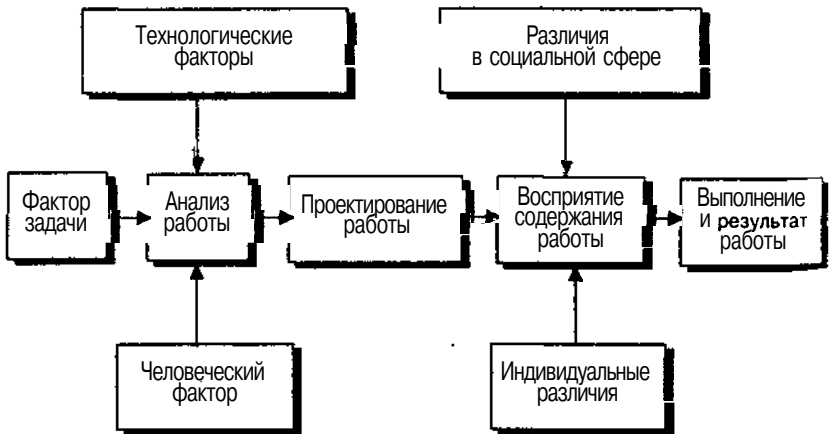 Технологические
факторы
Различия
в социальной сфере
Фактор
задачи
Анализ
работы
Проектирование
работы
Восприятие
содержания
работы
Выполнение
и результат
работы
Человеческий
фактор
Индивидуальные
различия